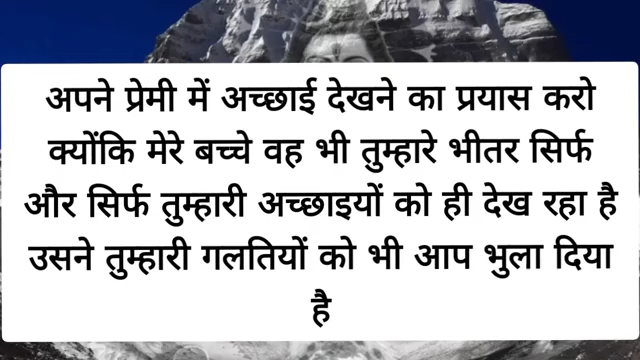 अपने प्रेमी में अच्छाई देखने का प्रयास करो
क्योंकि मेरे बच्चे वह भी तुम्हारे भीतर सिर्फ
और सिर्फ तुम्हारी अच्छाइयों को ही देख रहा है
उसने तुम्हारी गलतियों को भी आप भुला दिया
है